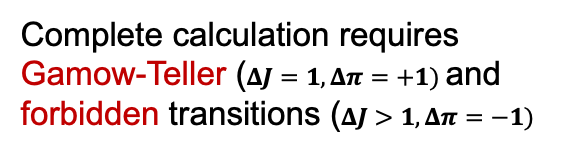 Complete calculation requires
Gamow-Teller (ΔJ = 1, Δπ = +1) and
forbidden transitions (ΔJ > 1, Δπ = −1)